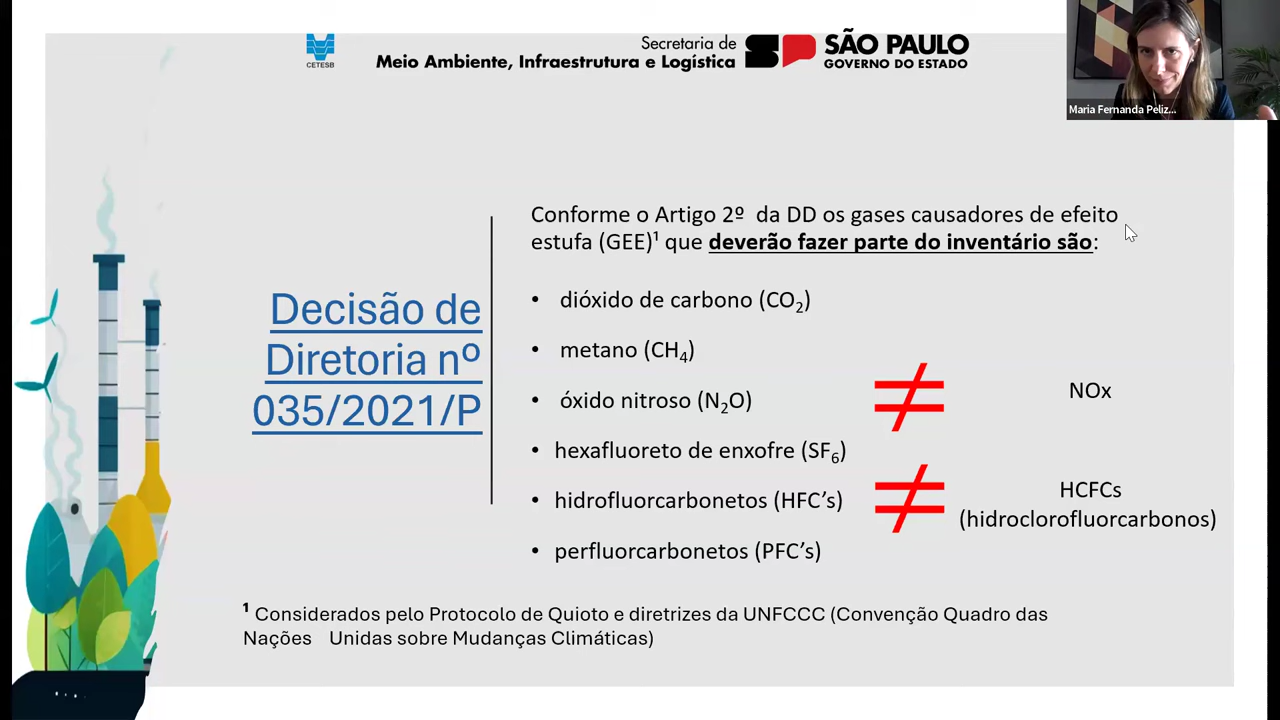 CETESB
Secretaria de
Meio Ambiente, Infraestrutura e Logística
SP
SÃO PAULO
GOVERNO DO ESTADO
Maria Fernanda Peliz...
Conforme o Artigo 2º da DD os gases causadores de efeito
estufa (GEE)¹ que deverão fazer parte do inventário são:
Decisão de
Diretoria nº
035/2021/P
• dióxido de carbono (CO₂)
• metano (CH₄)
• óxido nitroso (N₂O) ≠ NOx
• hexafluoreto de enxofre (SF₆)
• hidrofluorcarbonetos (HFC’s) ≠ HCFCs
(hidroclorofluorcarbonos)
• perfluorcarbonetos (PFC’s)
¹ Considerados pelo Protocolo de Quioto e diretrizes da UNFCCC (Convenção Quadro das
Nações Unidas sobre Mudanças Climáticas)